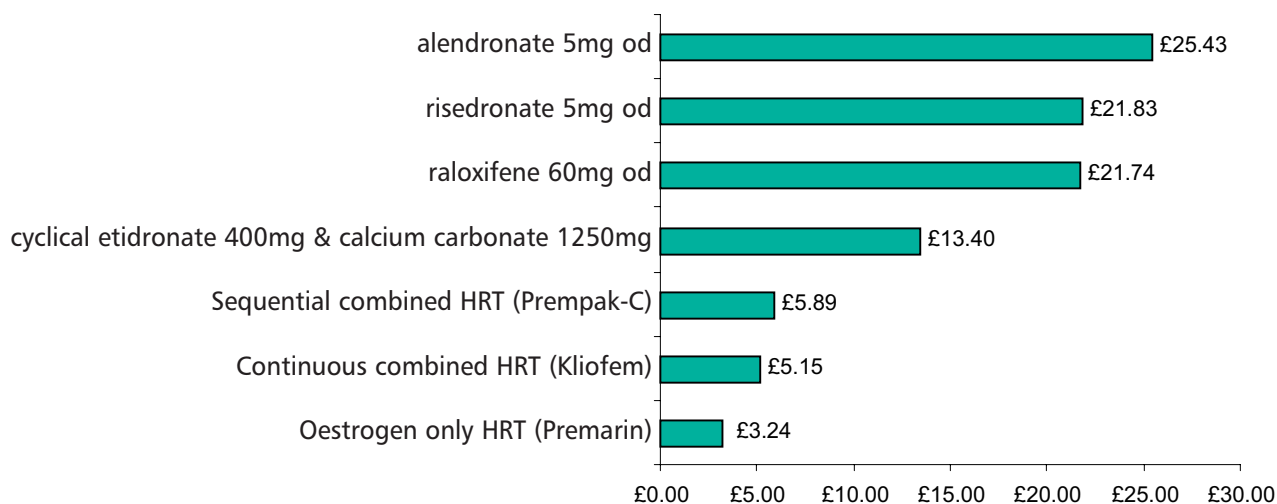 alendronate 5mg od £25.43
risedronate 5mg od £21.83
raloxifene 60mg od £21.74
cyclical etidronate 400mg & calcium carbonate 1250mg £13.40
Sequential combined HRT (Prempak-C) £5.89
Continuous combined HRT (Kliofem) £5.15
Oestrogen only HRT (Premarin) £3.24
£0.00 £5.00 £10.00 £15.00 £20.00 £25.00 £30.00